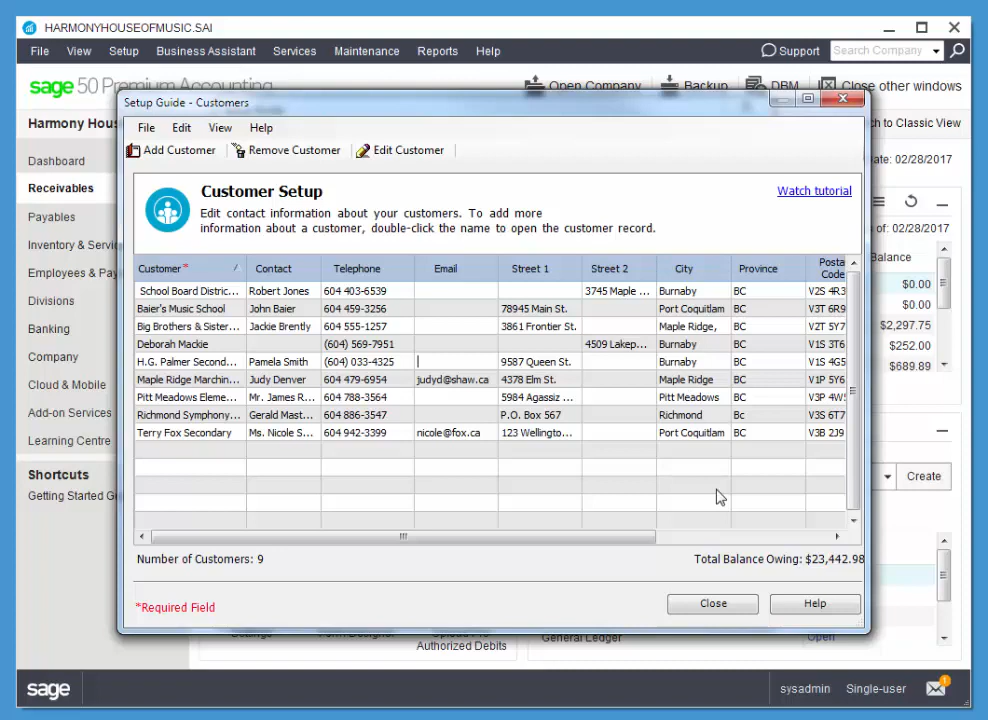 HARMONYHOUSEOFMUSIC.SAI
File View Setup Business Assistant Services Maintenance Reports Help Support Search Company
sage 50 Premium Accounting Open Company Backup DBM Close other windows
Setup Guide - Customers
Harmony Hou ch to Classic View
File Edit View Help
Add Customer Remove Customer Edit Customer
Dashboard ate: 02/28/2017
Receivables
Customer Setup Watch tutorial
Edit contact information about your customers. To add more
information about a customer, double-click the name to open the customer record.
Payables
Inventory & Servi of: 02/28/2017
Balance
Customer* Contact Telephone Email Street 1 Street 2 City Province Posta
Code
Employees & Pay
School Board Distric... Robert Jones 604 403-6539 3745 Maple ... Burnaby BC V2S 4R3 $0.00
Divisions
Baier's Music School John Baier 604 459-3256 78945 Main St. Port Coquitlam BC V3T 6R9 $0.00
Banking
Big Brothers & Sister... Jackie Brently 604 555-1257 3861 Frontier St. Maple Ridge, BC V2T 5Y7 $2,297.75
Deborah Mackie (604) 569-7951 4509 Lakep... Burnaby BC V1S 3T6 $252.00
Company
H.G. Palmer Second... Pamela Smith (604) 033-4325 9587 Queen St. Burnaby BC V1S 4G5 $689.89
Cloud & Mobile
Maple Ridge Marchin... Judy Denver 604 479-6954 judyd@shaw.ca 4378 Elm St. Maple Ridge BC V1P 5Y6
Pitt Meadows Eleme... Mr. James R... 604 788-3564 5984 Agassiz ... Pitt Meadows BC V3P 4W5
Add-on Services
Richmond Symphony... Gerald Mast... 604 886-3547 P.O. Box 567 Richmond Bc V3S 6T7
Learning Centre
Terry Fox Secondary Ms. Nicole S... 604 942-3399 nicole@fox.ca 123 Wellingto... Port Coquitlam BC V3B 2J9
Shortcuts
Create
Getting Started G
Number of Customers: 9 Total Balance Owing: $23,442.98
*Required Field Close Help
General Ledger Open
Authorized Debits
sage sysadmin Single-user 1